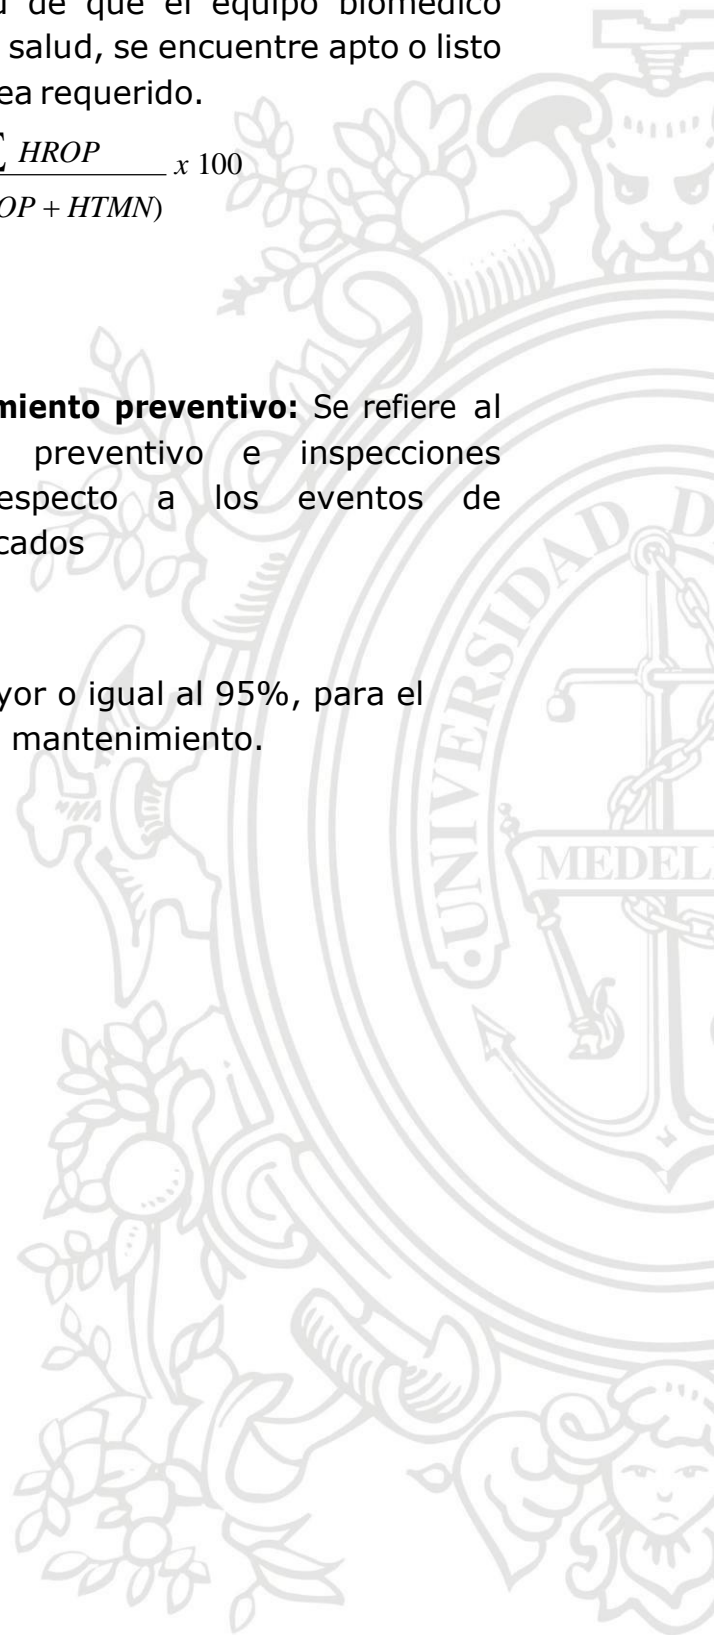 d de que el equipo biomédico
salud, se encuentre apto o listo
ea requerido.
∑ HROP x 100
OP + HTMN)
miento preventivo: Se refiere al
preventivo e inspecciones
especto a los eventos de
cados
yor o igual al 95%, para el
mantenimiento.
UNIVERSIDAD D
MEDEL